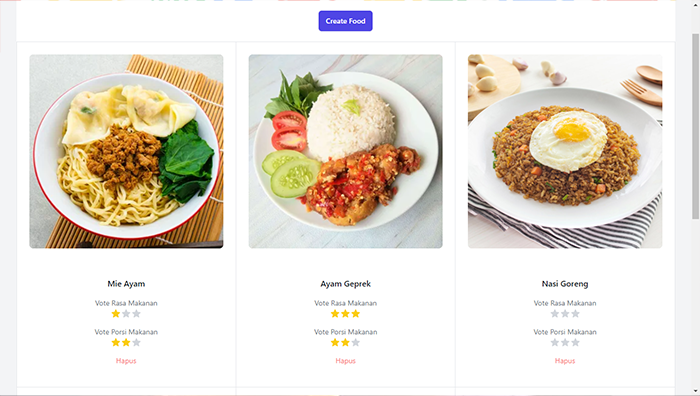 Create Food
Mie Ayam
Vote Rasa Makanan
Vote Porsi Makanan
Hapus
Ayam Geprek
Vote Rasa Makanan
Vote Porsi Makanan
Hapus
Nasi Goreng
Vote Rasa Makanan
Vote Porsi Makanan
Hapus